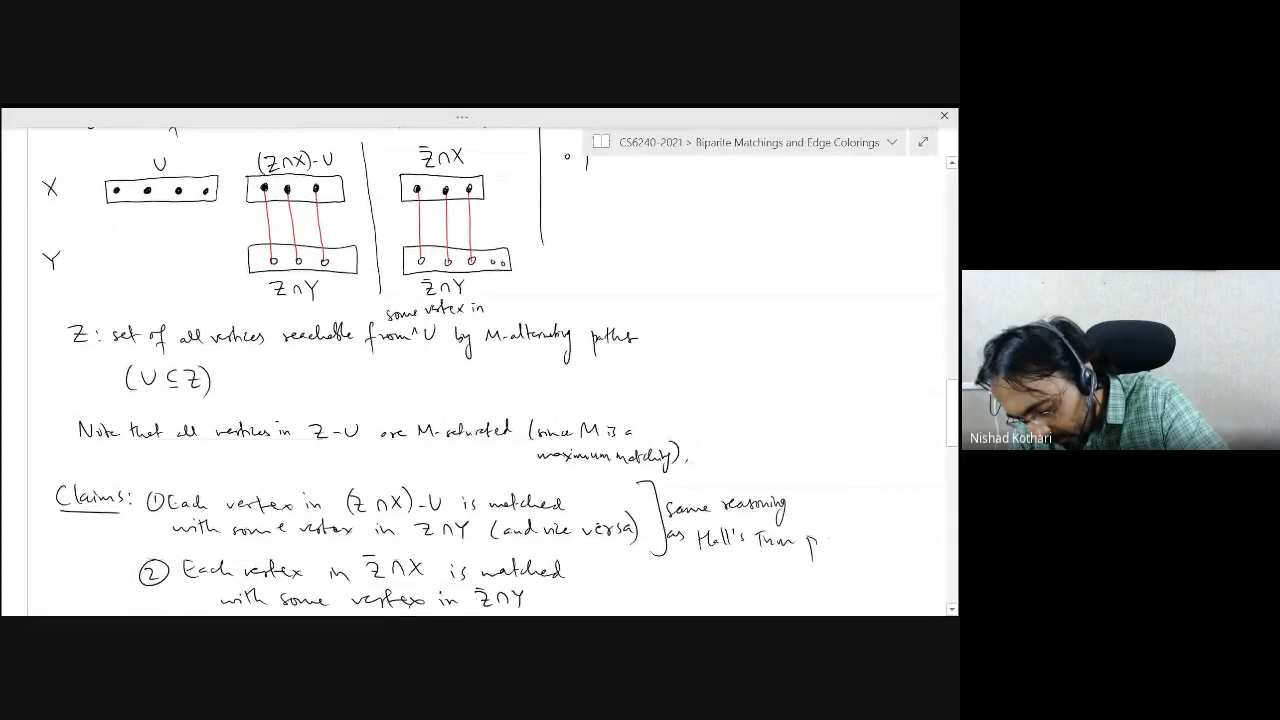 CS6240-2021 > Biparite Matchings and Edge Colorings
U (Z∩X)-U Z̄∩X
X
Y
Z∩Y Z̄∩Y
some vertex in
Z: set of all vertices reachable from ^ U by M-alternating paths
(U ⊆ Z)
Note that all vertices in Z-U are M-saturated (since M is a
maximum matching).
Claims: ① Each vertex in (Z∩X)-U is matched
with some vertex in Z∩Y (and vice versa)
same reasoning
as Hall's Thm p
② Each vertex in Z̄∩X is matched
with some vertex in Z̄∩Y
Nishad Kothari